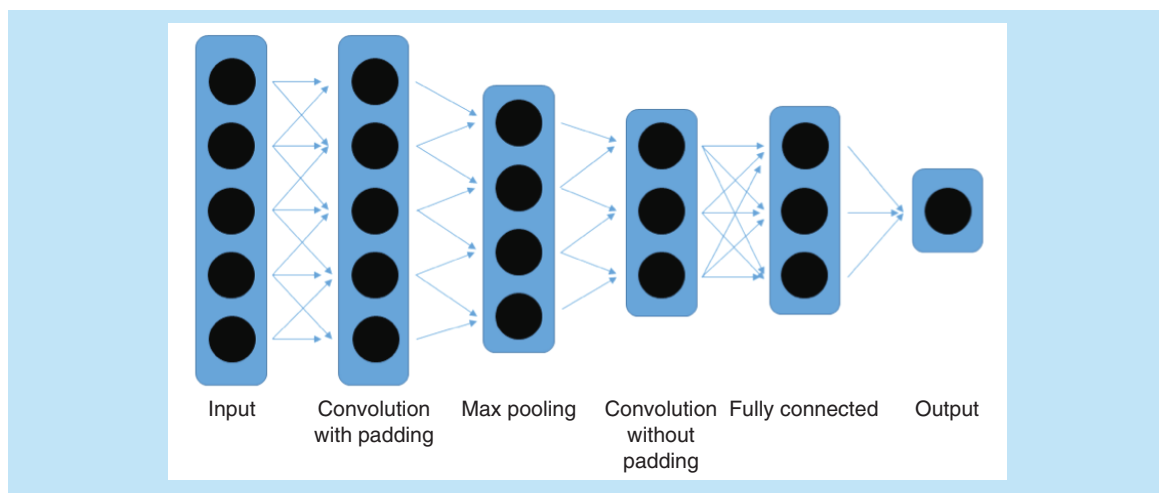 Input
Convolution
with padding
Max pooling
Convolution
without
padding
Fully connected
Output